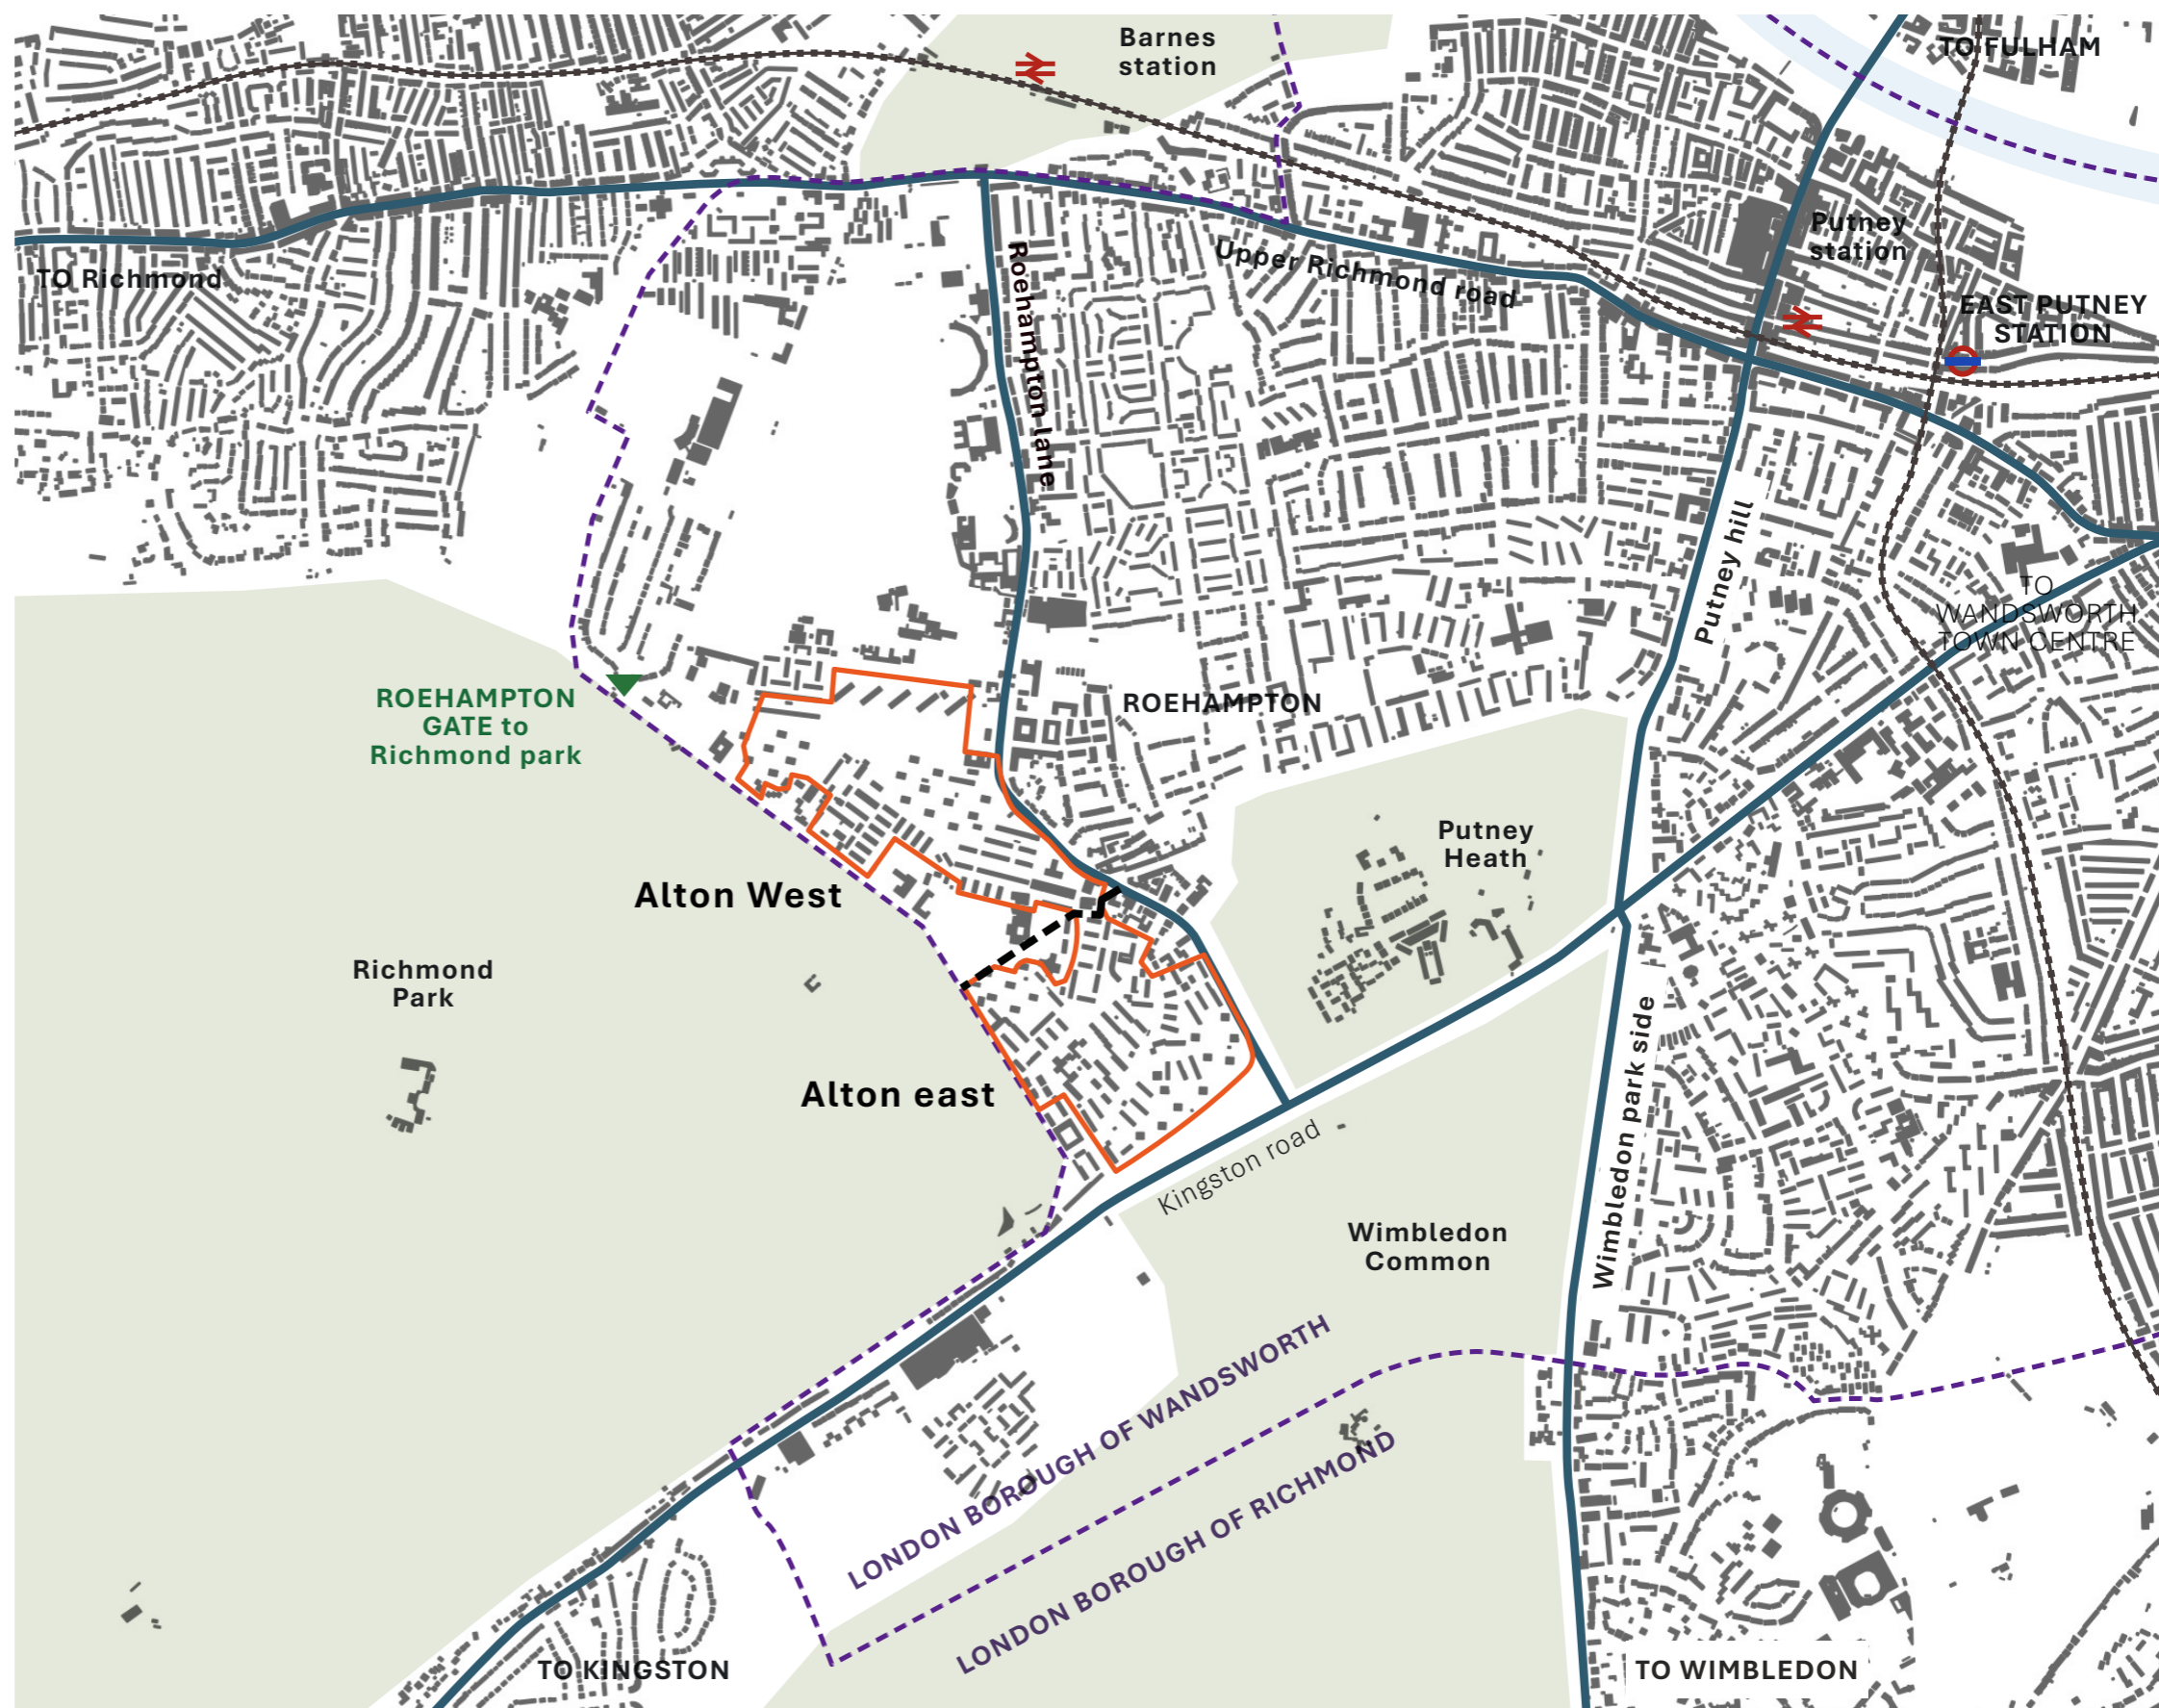 Barnes
station
TO FULHAM
Putney
station
TO Richmond
Roehampton lane
Upper Richmond road
EAST PUTNEY
STATION
Putney hill
TO
WANDSWORTH
TOWN CENTRE
ROEHAMPTON
GATE to
Richmond park
ROEHAMPTON
Putney
Heath
Alton West
Richmond
Park
Alton east
Kingston road
Wimbledon park side
Wimbledon
Common
LONDON BOROUGH OF WANDSWORTH
LONDON BOROUGH OF RICHMOND
TO KINGSTON
TO WIMBLEDON